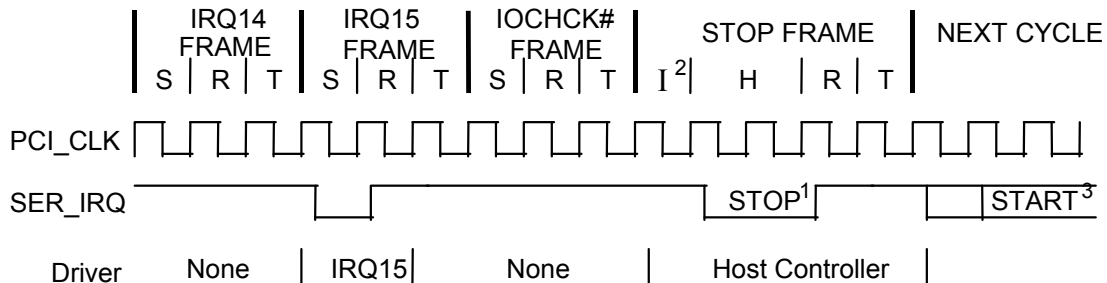 IRQ14 FRAME
IRQ15 FRAME
IOCHCK# FRAME
STOP FRAME
NEXT CYCLE
S R T S R T S R T I 2 H R T
PCI_CLK
SER_IRQ STOP1 START3
Driver None IRQ15 None Host Controller